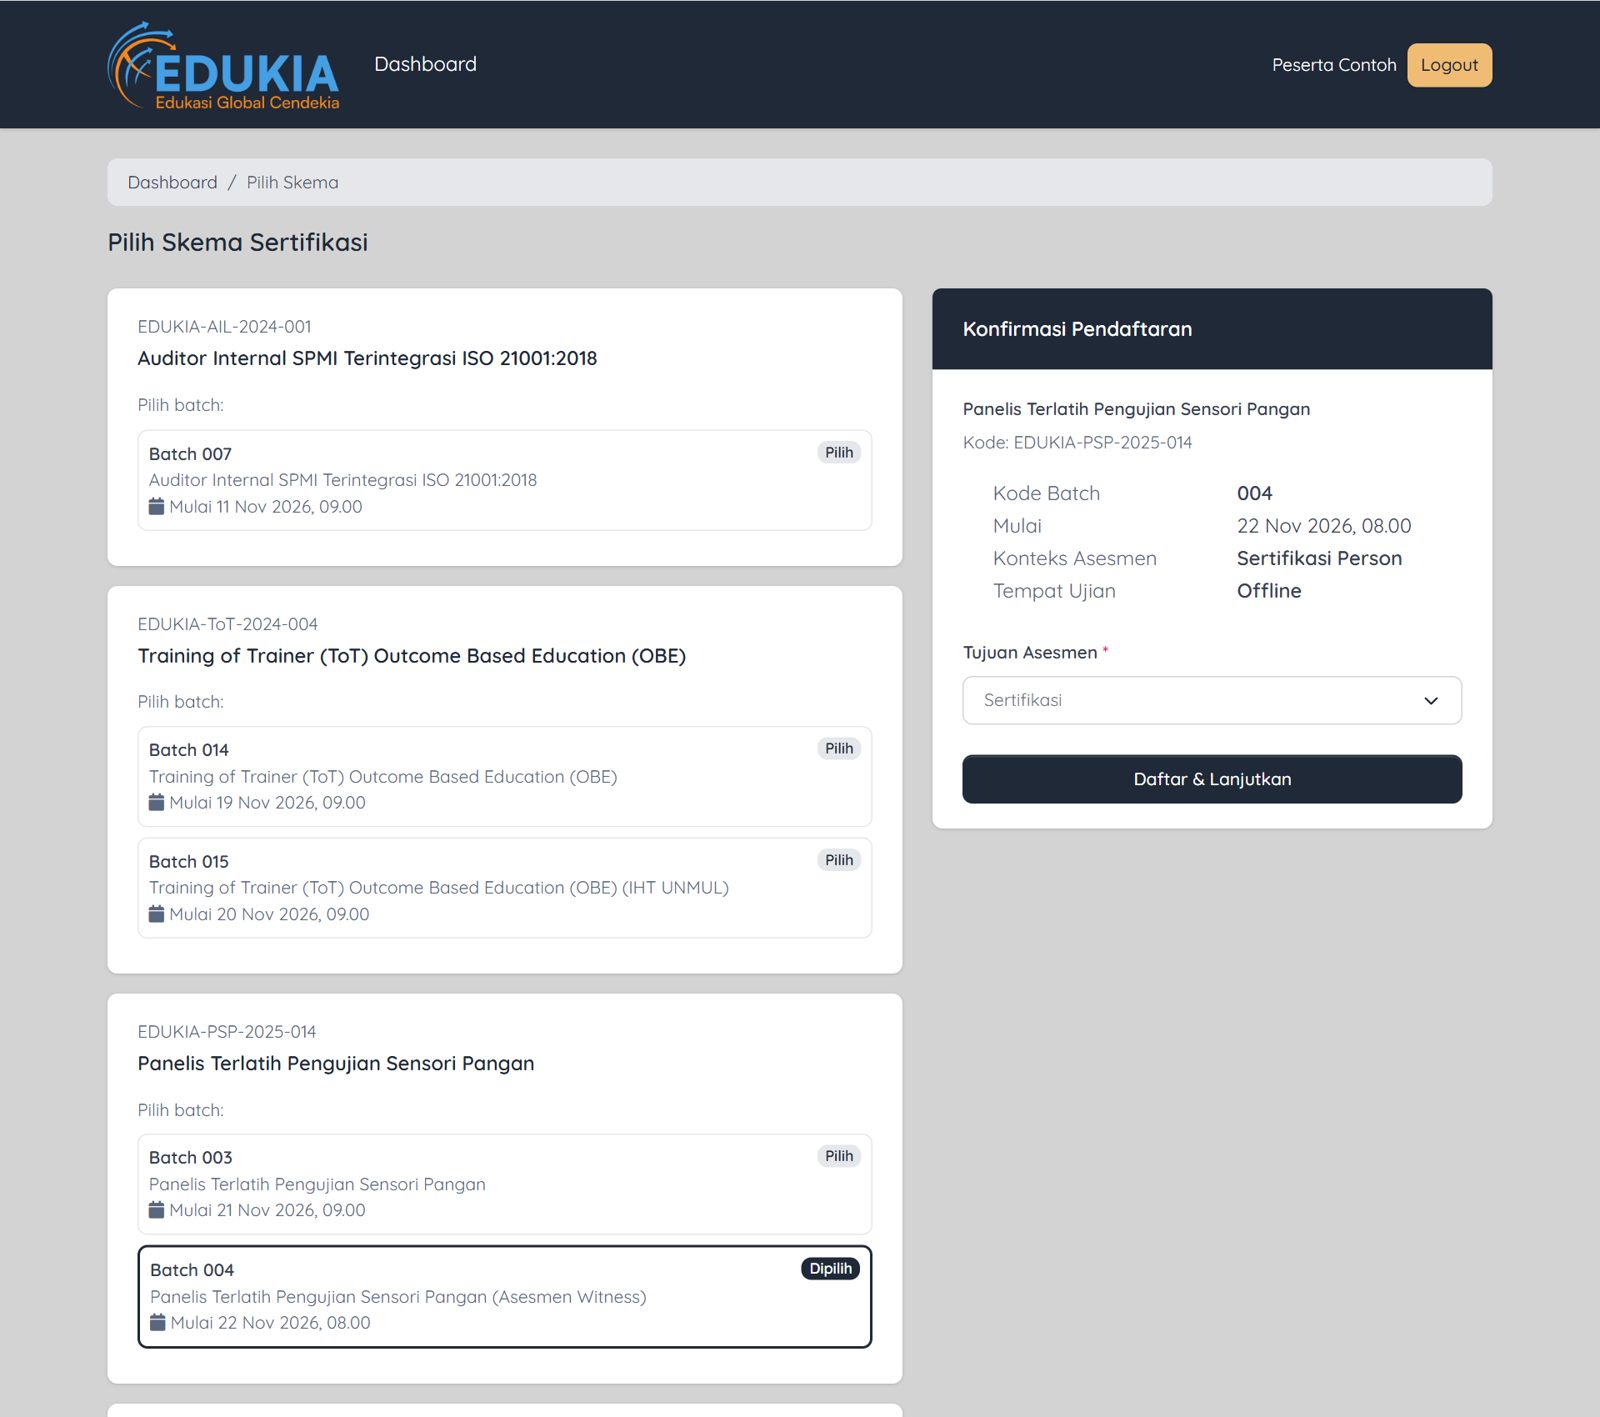 EDUKIA
Edukasi Global Cendekia
Dashboard
Peserta Contoh
Logout
Dashboard / Pilih Skema
Pilih Skema Sertifikasi
EDUKIA-AIL-2024-001
Auditor Internal SPMI Terintegrasi ISO 21001:2018
Pilih batch:
Batch 007
Pilih
Auditor Internal SPMI Terintegrasi ISO 21001:2018
Mulai 11 Nov 2026, 09.00
EDUKIA-ToT-2024-004
Training of Trainer (ToT) Outcome Based Education (OBE)
Pilih batch:
Batch 014
Pilih
Training of Trainer (ToT) Outcome Based Education (OBE)
Mulai 19 Nov 2026, 09.00
Batch 015
Pilih
Training of Trainer (ToT) Outcome Based Education (OBE) (IHT UNMUL)
Mulai 20 Nov 2026, 09.00
EDUKIA-PSP-2025-014
Panelis Terlatih Pengujian Sensori Pangan
Pilih batch:
Batch 003
Pilih
Panelis Terlatih Pengujian Sensori Pangan
Mulai 21 Nov 2026, 09.00
Batch 004
Dipilih
Panelis Terlatih Pengujian Sensori Pangan (Asesmen Witness)
Mulai 22 Nov 2026, 08.00
Konfirmasi Pendaftaran
Panelis Terlatih Pengujian Sensori Pangan
Kode: EDUKIA-PSP-2025-014
Kode Batch 004
Mulai 22 Nov 2026, 08.00
Konteks Asesmen Sertifikasi Person
Tempat Ujian Offline
Tujuan Asesmen *
Sertifikasi
Daftar & Lanjutkan